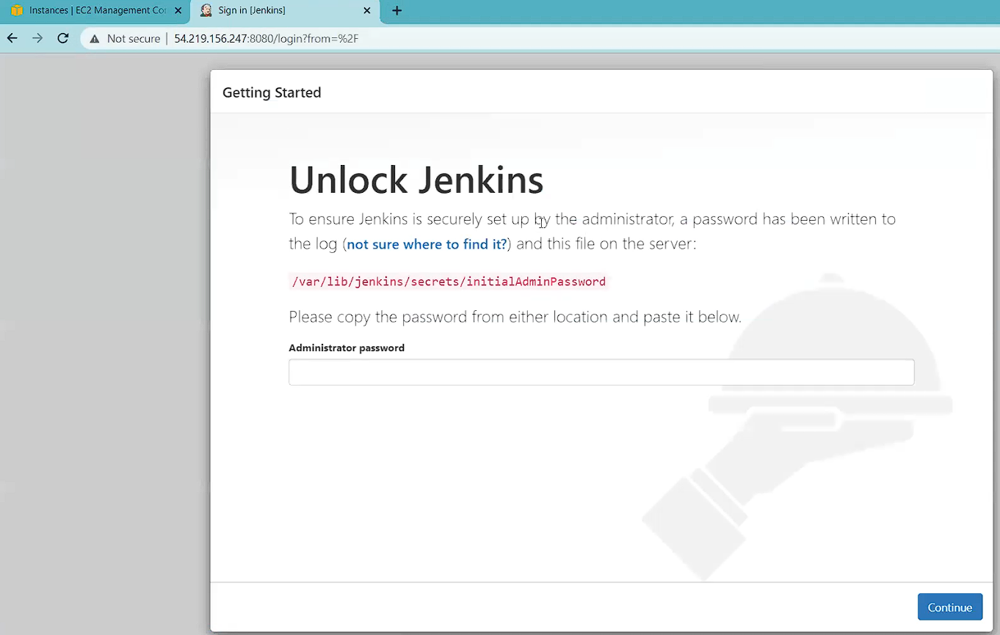 Instances | EC2 Management Co
Sign in [Jenkins]
Not secure | 54.219.156.247:8080/login?from=%2F
Getting Started
Unlock Jenkins
To ensure Jenkins is securely set up by the administrator, a password has been written to
the log (not sure where to find it?) and this file on the server:
/var/lib/jenkins/secrets/initialAdminPassword
Please copy the password from either location and paste it below.
Administrator password
Continue